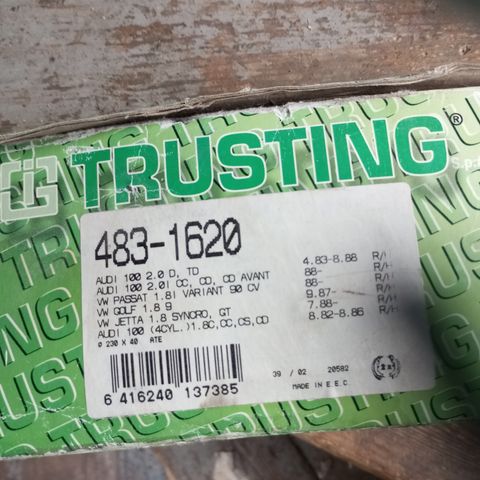 TRUSTING®
S.p.
483-1620
AUDI 100 2.0 D, TD 4.83-8.88 R/H
AUDI 100 2.0I CC, CD, CD AVANT 88- R/H
VW PASSAT 1.8I VARIANT 90 CV 88- R/H
VW GOLF 1.8 9 9.87- R/H
VW JETTA 1.8 SYNCRO, GT 7.88- R/H
AUDI 100 (4CYL.)1.8C,CC,CS,CD 8.82-8.86 R/H
Ø 230 X 40 ATE
6 416240 137385
39 / 02 20582
MADE IN E.E.C.